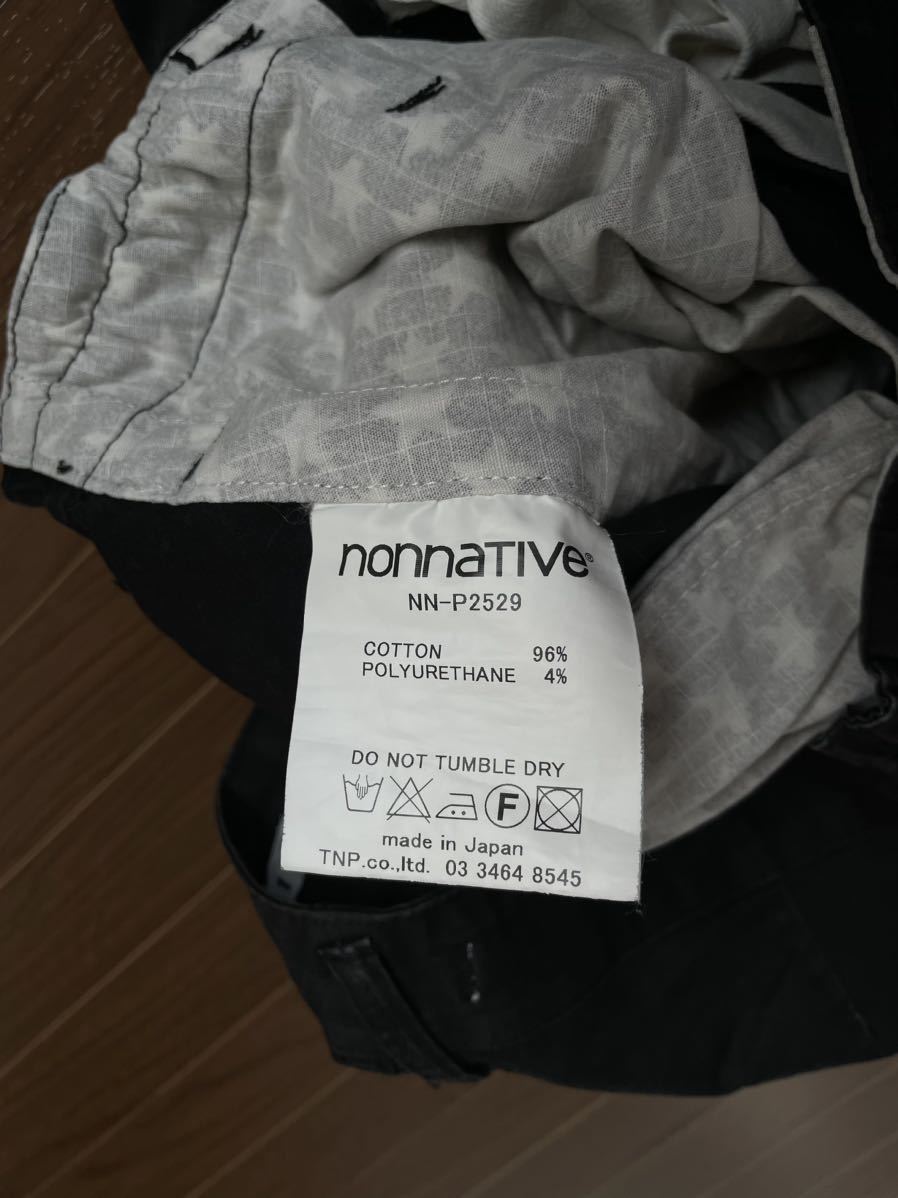 nonnaTIVe®
NN-P2529
COTTON 96%
POLYURETHANE 4%
DO NOT TUMBLE DRY
F
made in Japan
TNP.co.,ltd. 03 3464 8545